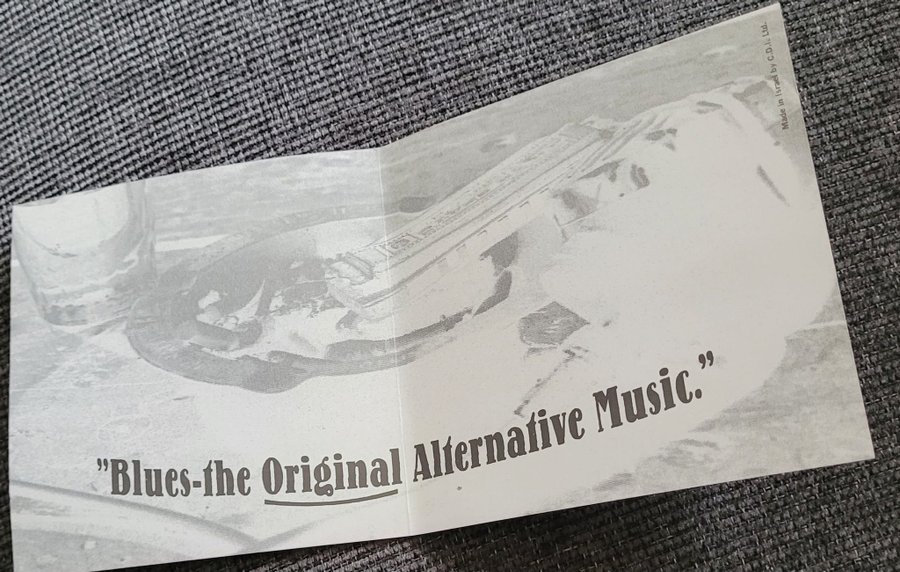 Made in Israel by C.D.I. Ltd.
"Blues-the Original Alternative Music."